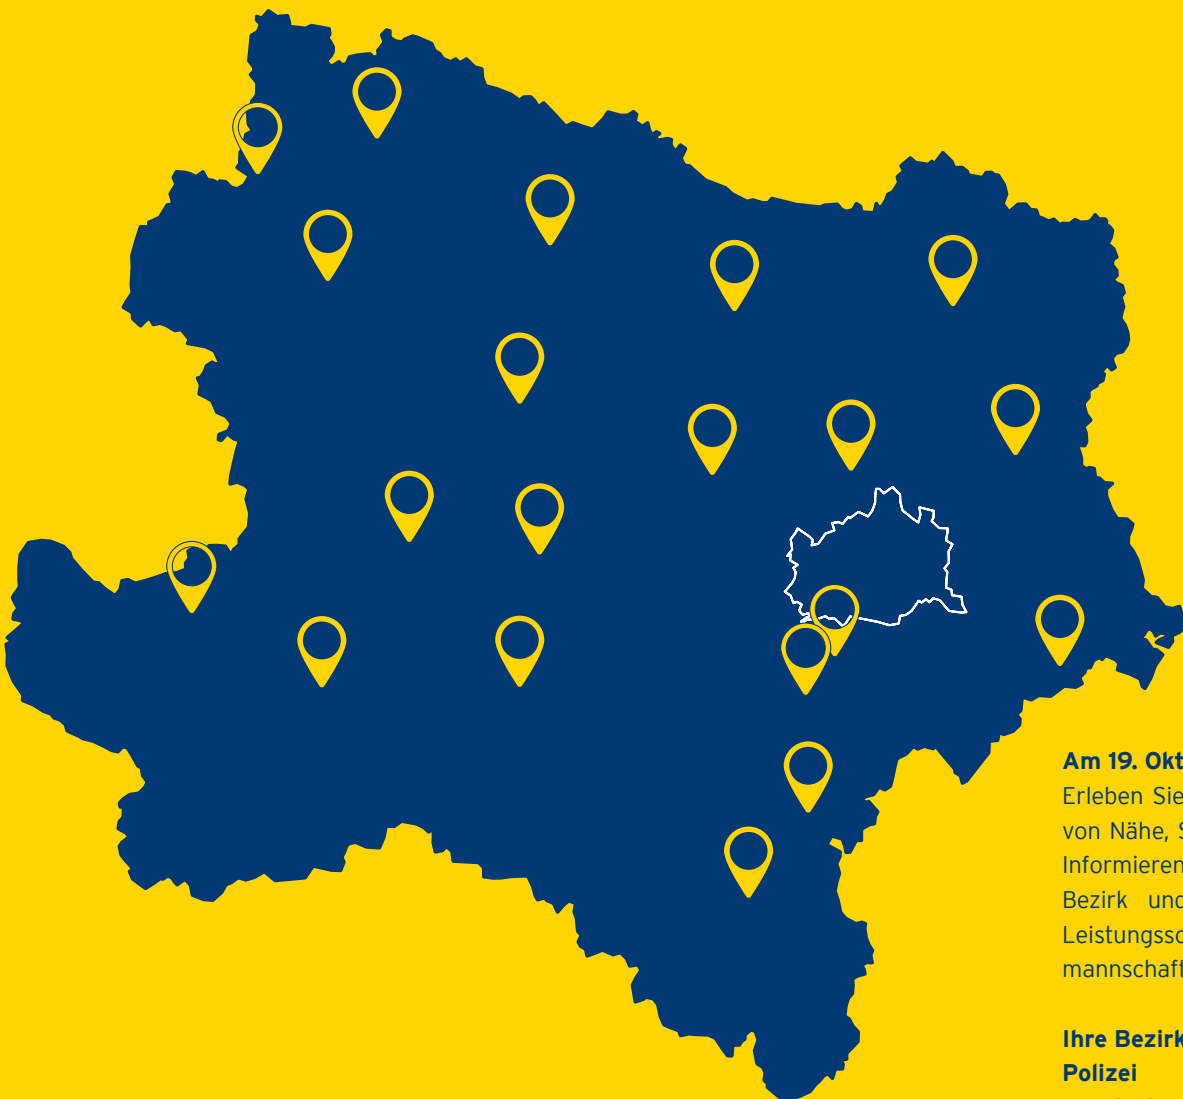 Am 19. Okt
Erleben Sie
von Nähe, S
Informieren
Bezirk und
Leistungssc
mannschaft
Ihre Bezirk
Polizei